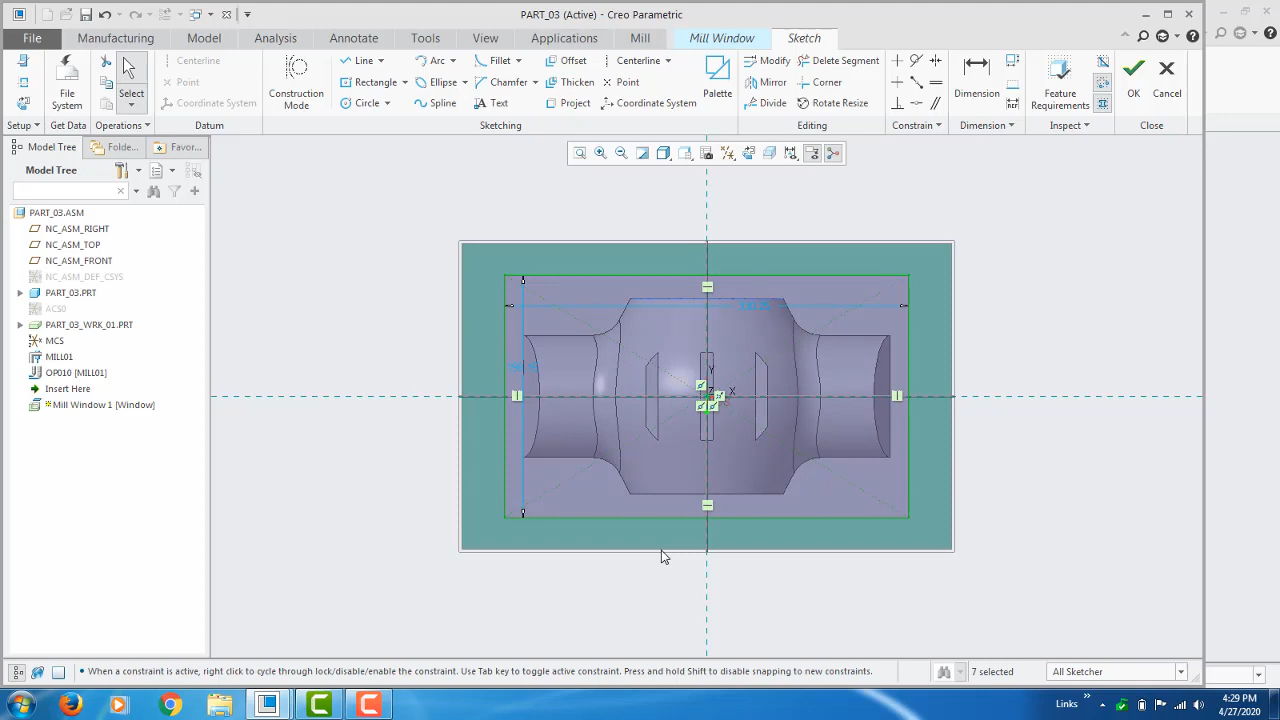 PART_03 (Active) - Creo Parametric
File Manufacturing Model Analysis Annotate Tools View Applications Mill Mill Window Sketch
Setup
File System
Get Data
Select
Operations
Centerline
Point
Coordinate System
Datum
Construction Mode
Line Arc Fillet Offset Centerline
Rectangle Ellipse Chamfer Thicken Point
Circle Spline Text Project Coordinate System
Palette
Sketching
Modify Delete Segment
Mirror Corner
Divide Rotate Resize
Editing
Constrain
Dimension
Dimension
Feature Requirements
Inspect
OK Cancel
Close
Model Tree Folde... Favor...
Model Tree
PART_03.ASM
NC_ASM_RIGHT
NC_ASM_TOP
NC_ASM_FRONT
NC_ASM_DEF_CSYS
PART_03.PRT
ACS0
PART_03_WRK_01.PRT
MCS
MILL01
OP010 [MILL01]
Insert Here
Mill Window 1 [Window]
Y
X
Z
When a constraint is active, right click to cycle through lock/disable/enable the constraint. Use Tab key to toggle active constraint. Press and hold Shift to disable snapping to new constraints.
7 selected
All Sketcher
Links
4:29 PM
4/27/2020